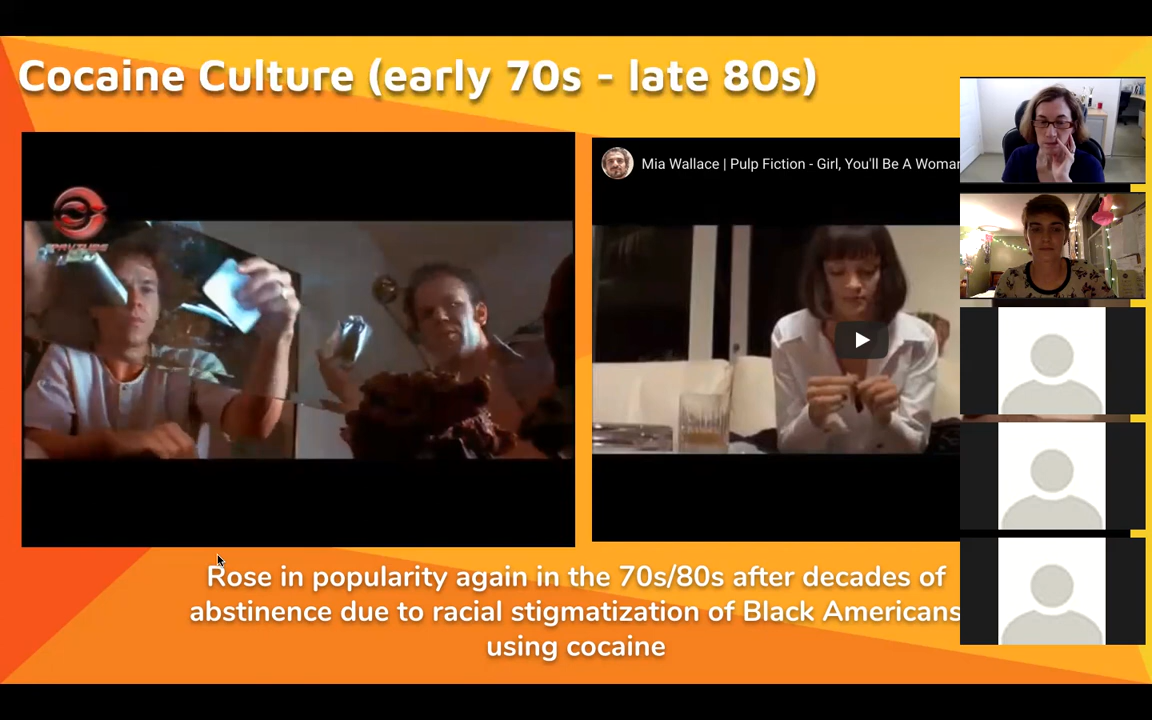 Cocaine Culture (early 70s - late 80s)
Mia Wallace | Pulp Fiction - Girl, You'll Be A Woman
Rose in popularity again in the 70s/80s after decades of
abstinence due to racial stigmatization of Black Americans
using cocaine